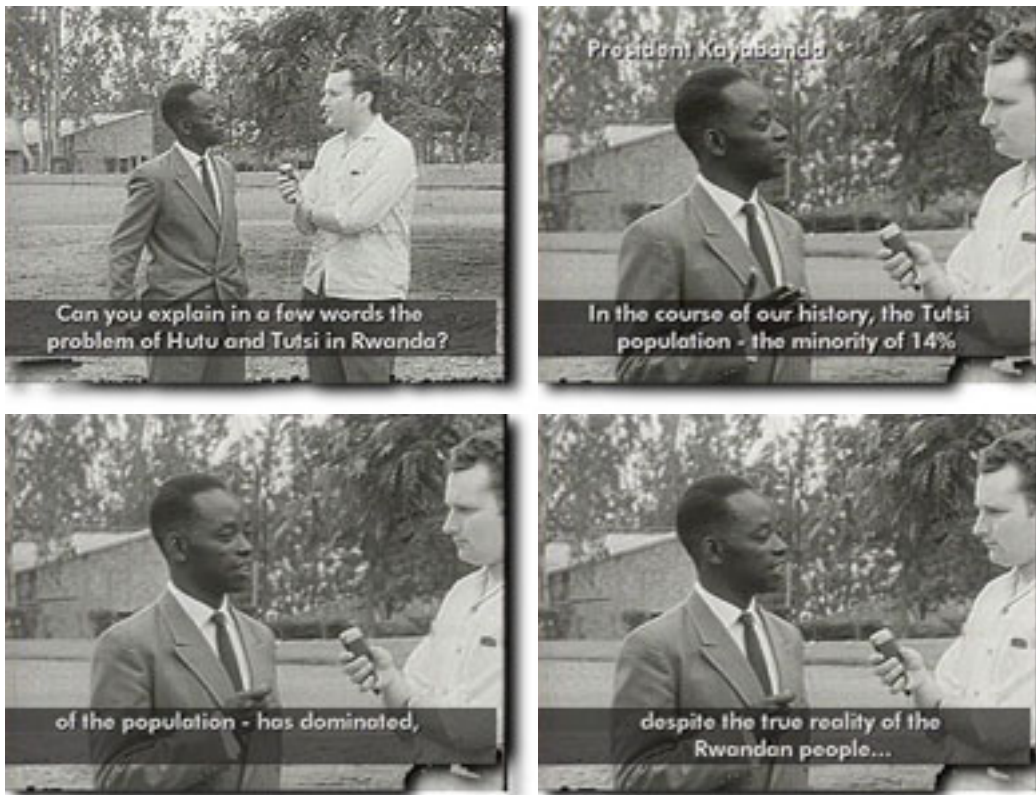 Can you explain in a few words the
problem of Hutu and Tutsi in Rwanda?
President Kayabanda
In the course of our history, the Tutsi
population - the minority of 14%
of the population - has dominated,
despite the true reality of the
Rwandan people...